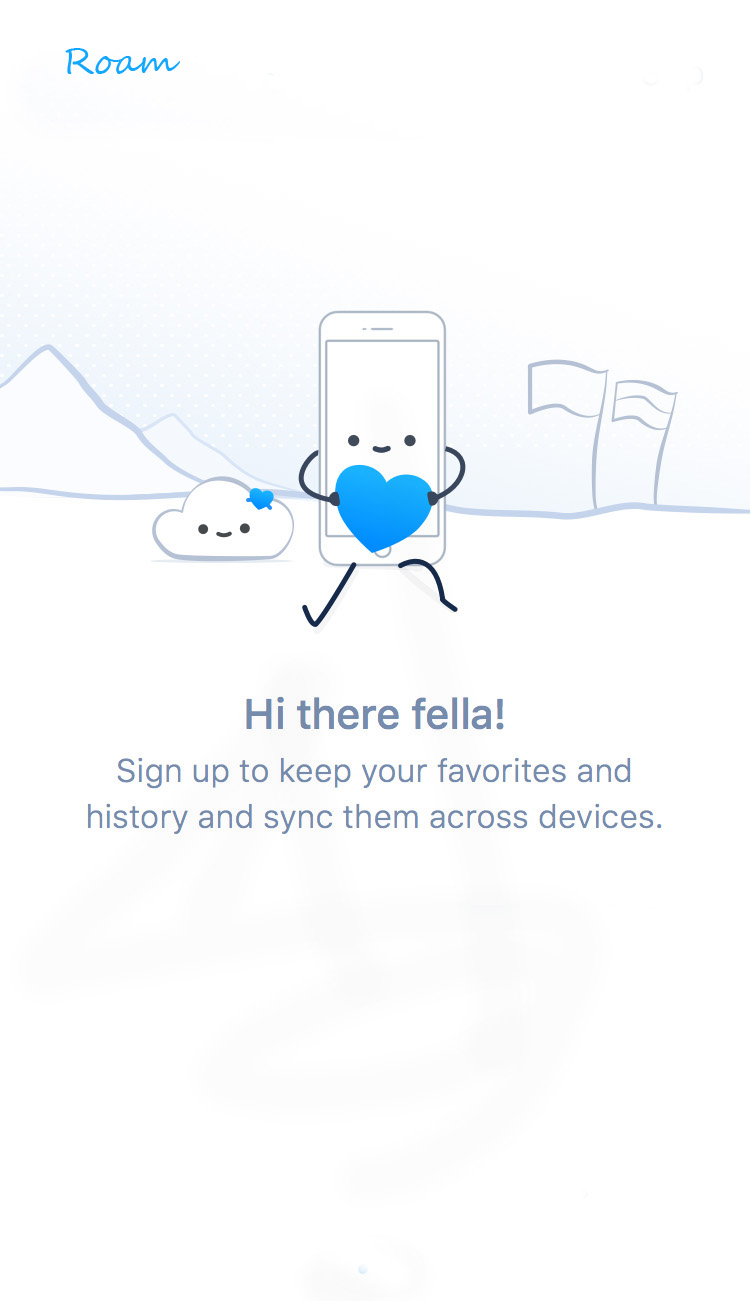 Roam
Hi there fella!
Sign up to keep your favorites and
history and sync them across devices.